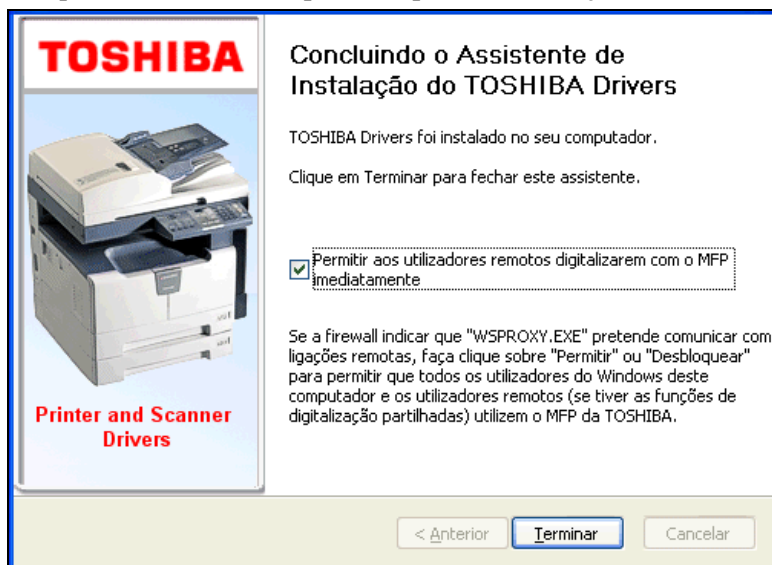 TOSHIBA
Printer and Scanner
Drivers
Concluindo o Assistente de
Instalação do TOSHIBA Drivers
TOSHIBA Drivers foi instalado no seu computador.
Clique em Terminar para fechar este assistente.
Permitir aos utilizadores remotos digitalizarem com o MFP
imediatamente
Se a firewall indicar que "WSPROXY.EXE" pretende comunicar com
ligações remotas, faça clique sobre "Permitir" ou "Desbloquear"
para permitir que todos os utilizadores do Windows deste
computador e os utilizadores remotos (se tiver as funções de
digitalização partilhadas) utilizem o MFP da TOSHIBA.
< Anterior
Terminar
Cancelar